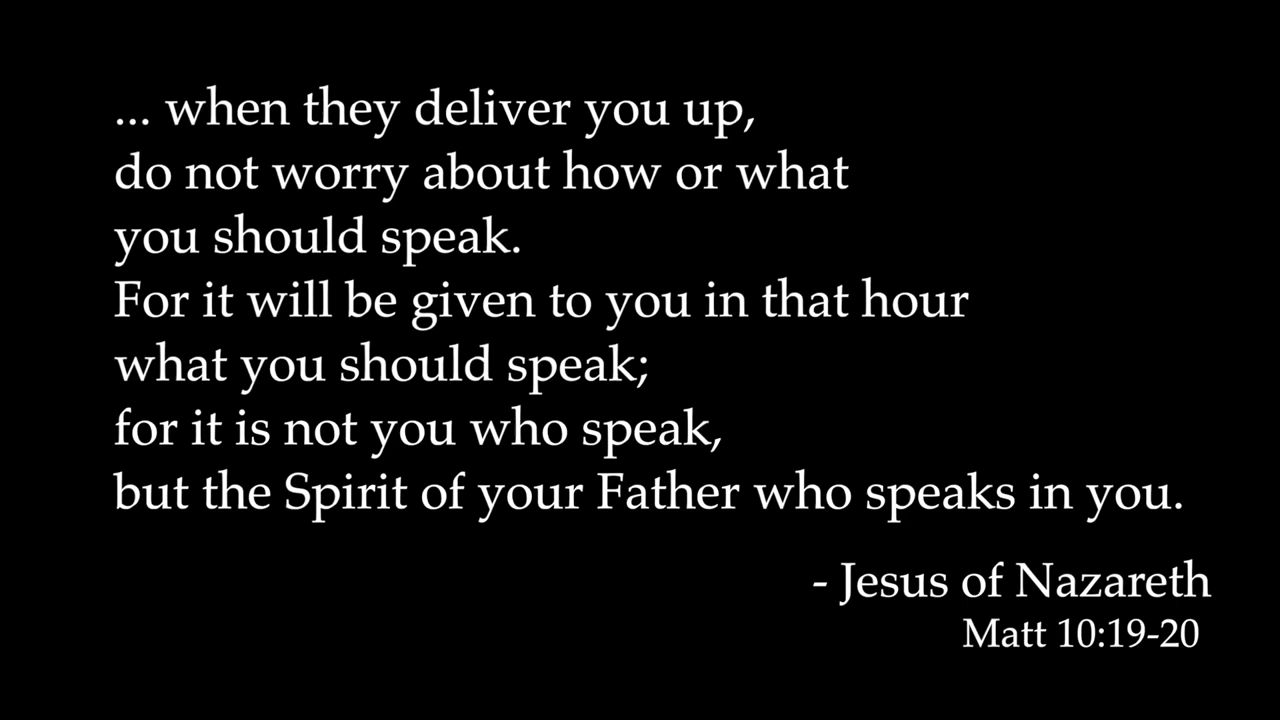 ... when they deliver you up,
do not worry about how or what
you should speak.
For it will be given to you in that hour
what you should speak;
for it is not you who speak,
but the Spirit of your Father who speaks in you.
- Jesus of Nazareth
Matt 10:19-20